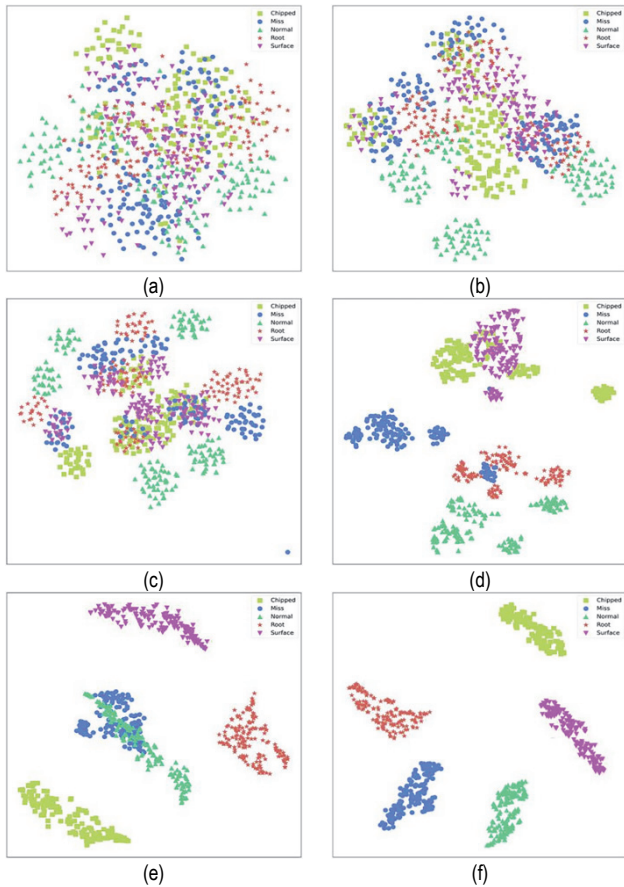 Chipped
Miss
Normal
Root
Surface
(a)
Chipped
Miss
Normal
Root
Surface
(b)
Chipped
Miss
Normal
Root
Surface
(c)
Chipped
Miss
Normal
Root
Surface
(d)
Chipped
Miss
Normal
Root
Surface
(e)
Chipped
Miss
Normal
Root
Surface
(f)